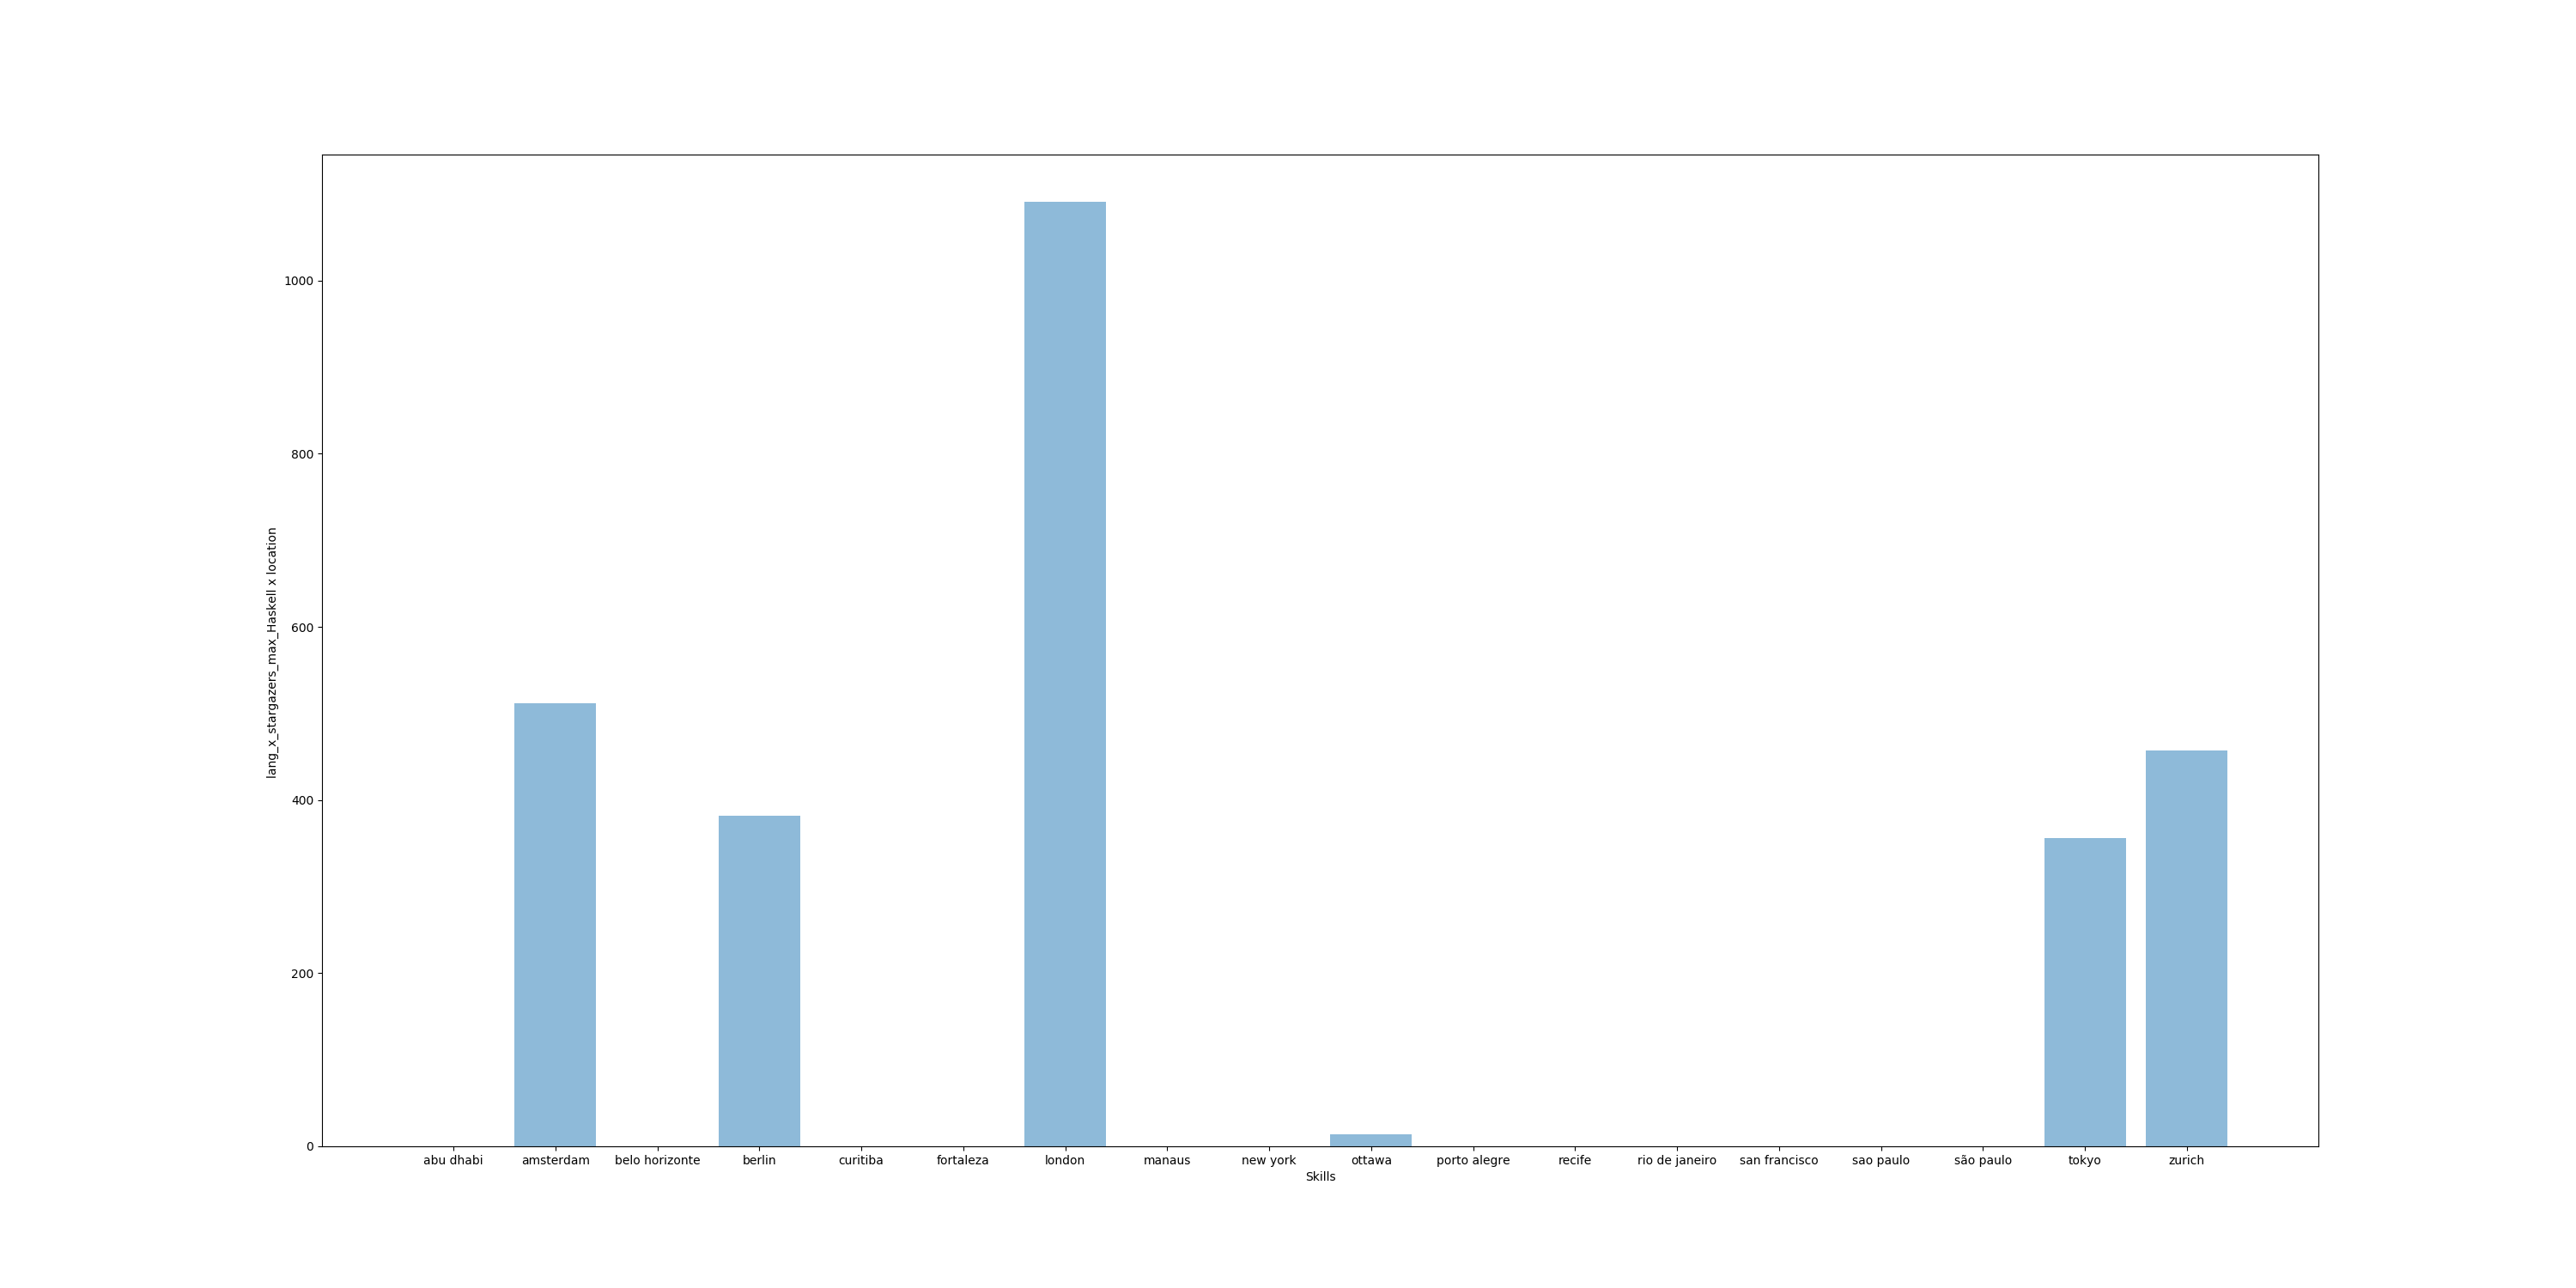 lang_x_stargazers_max_Haskell x location
1000
800
600
400
200
0
abu dhabi amsterdam belo horizonte berlin curitiba fortaleza london manaus new york ottawa porto alegre recife rio de janeiro san francisco sao paulo são paulo tokyo zurich
Skills